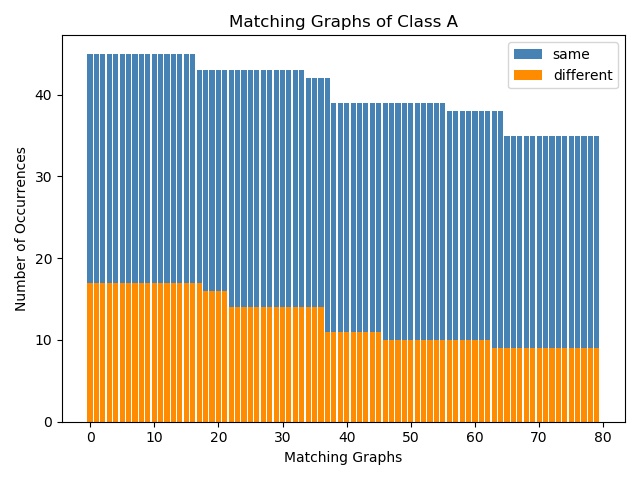 Matching Graphs of Class A
same
different
Number of Occurrences
40
30
20
10
0
0 10 20 30 40 50 60 70 80
Matching Graphs